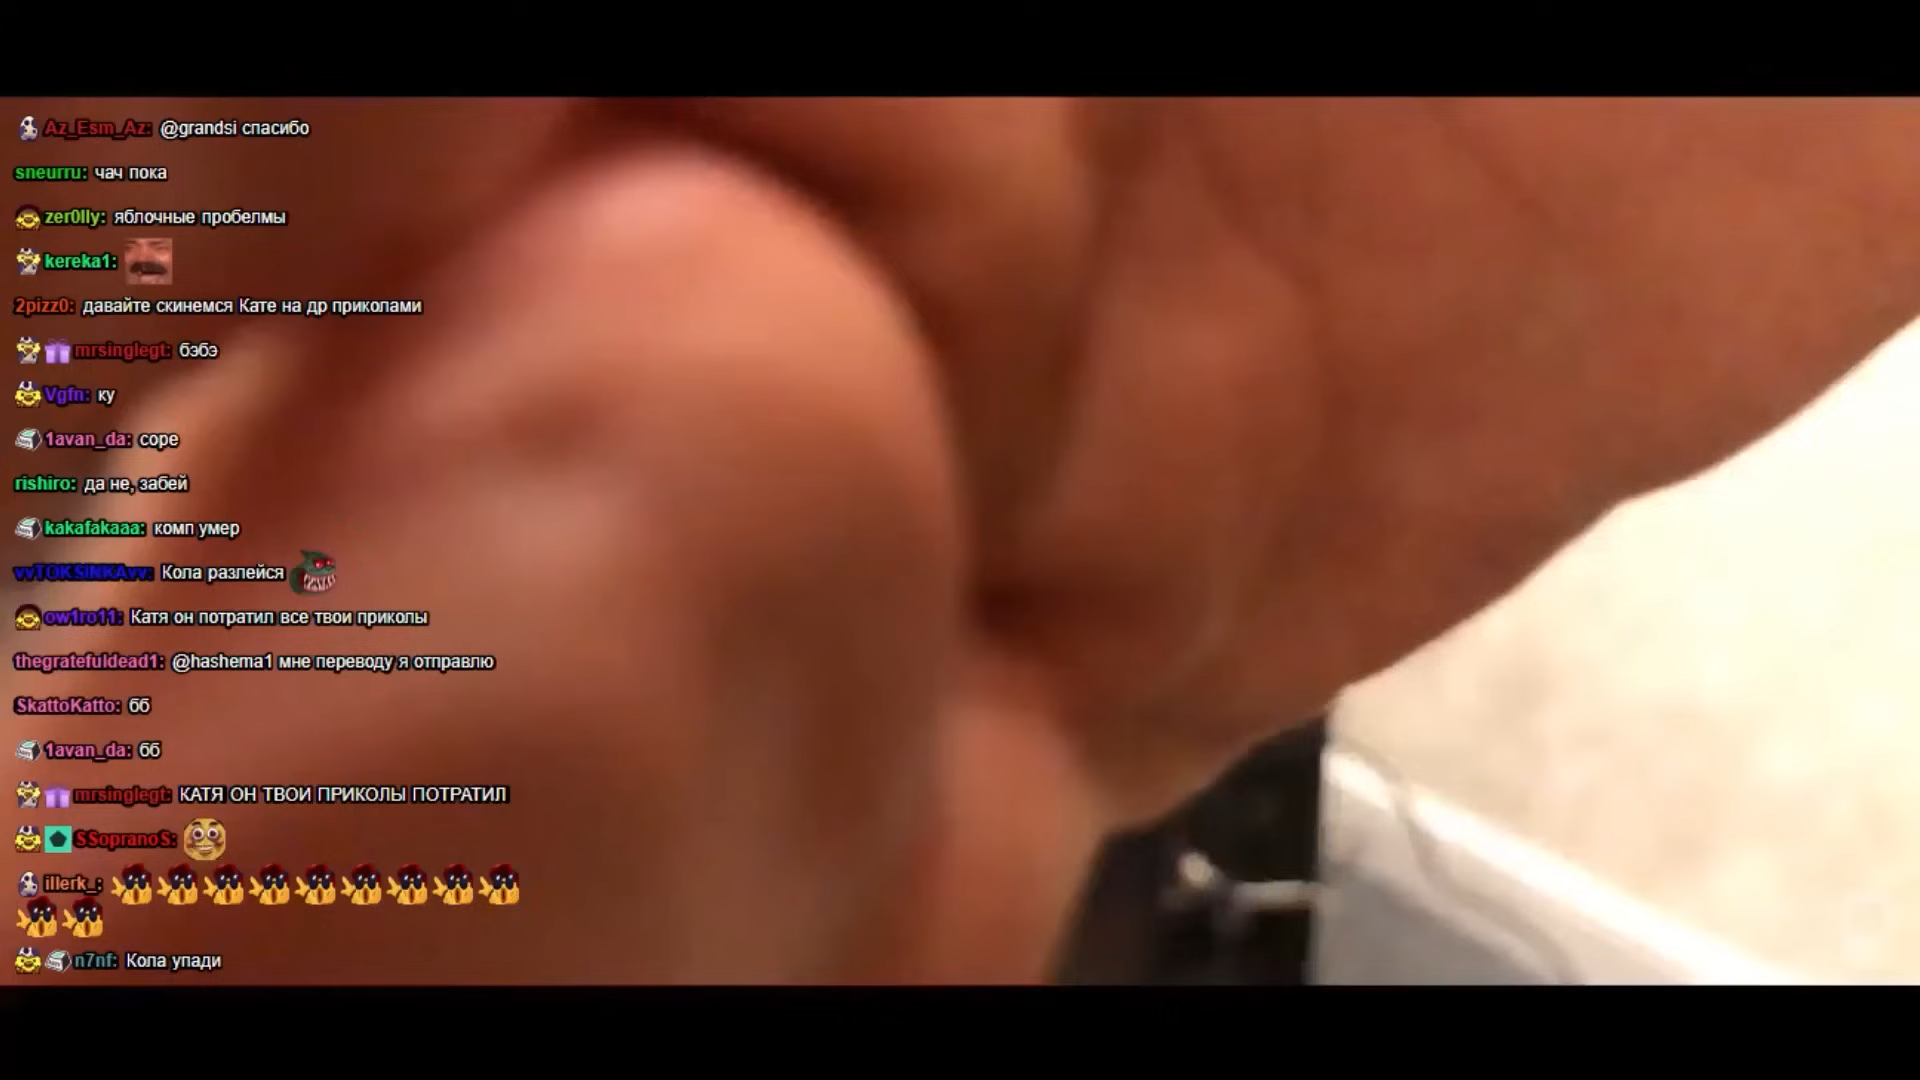 Az_Esm_Az: @grandsi спасибо
sneurru: чач пока
zer0lly: яблочные пробелмы
kereka1:
2pizz0: давайте скинемся Кате на др приколами
mrsinglegt: бэбэ
Vgfn: ку
1avan_da: соре
rishiro: да не, забей
kakafakaaa: комп умер
vvTOKSINKAvv: Кола разлейся
ow1ro11: Катя он потратил все твои приколы
thegratefuldead1: @hashema1 мне переводу я отправлю
SkattoKatto: бб
1avan_da: бб
mrsinglegt: КАТЯ ОН ТВОИ ПРИКОЛЫ ПОТРАТИЛ
SSopranoS:
illerk_:
n7nf: Кола упади